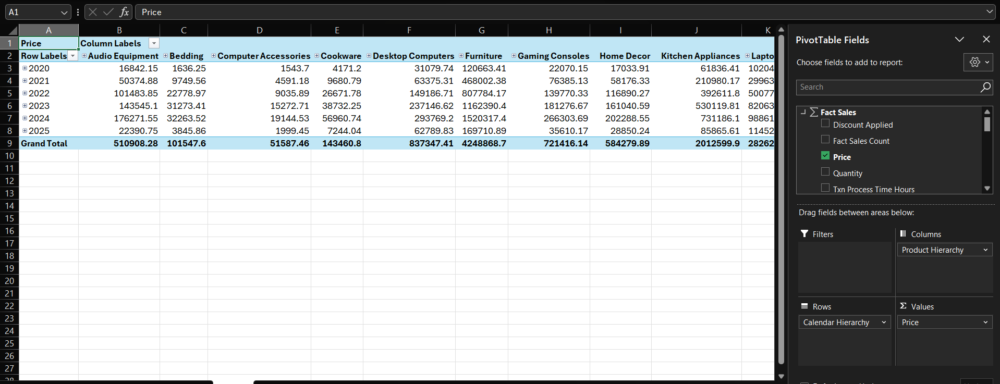 A1 fx Price
A B C D E F G H I J K
1 Price Column Labels
2 Row Labels Audio Equipment Bedding Computer Accessories Cookware Desktop Computers Furniture Gaming Consoles Home Decor Kitchen Appliances Lapto
3 2020 16842.15 1636.25 1543.7 4171.2 31079.74 120663.41 22070.15 17033.91 61836.41 10204
4 2021 50374.88 9749.56 4591.18 9680.79 63375.31 468002.38 76385.13 58176.33 210980.17 29963
5 2022 101483.85 22778.97 9035.89 26671.78 149186.71 807784.17 139770.33 116890.27 392611.8 50077
6 2023 143545.1 31273.41 15272.71 38732.25 237146.62 1162390.4 181276.67 161040.59 530119.81 82063
7 2024 176271.55 32263.52 19144.53 56960.74 293769.2 1520317.4 266303.69 202288.55 731186.1 98861
8 2025 22390.75 3845.86 1999.45 7244.04 62789.83 169710.89 35610.17 28850.24 85865.61 11452
9 Grand Total 510908.28 101547.6 51587.46 143460.8 837347.41 4248868.7 721416.14 584279.89 2012599.9 28262
10
11
12
13
14
15
16
17
18
19
20
21
22
23
24
25
26
27
PivotTable Fields
Choose fields to add to report:
Search
Σ Fact Sales
Discount Applied
Fact Sales Count
Price
Quantity
Txn Process Time Hours
Drag fields between areas below:
Filters
Columns
Product Hierarchy
Rows
Calendar Hierarchy
Σ Values
Price